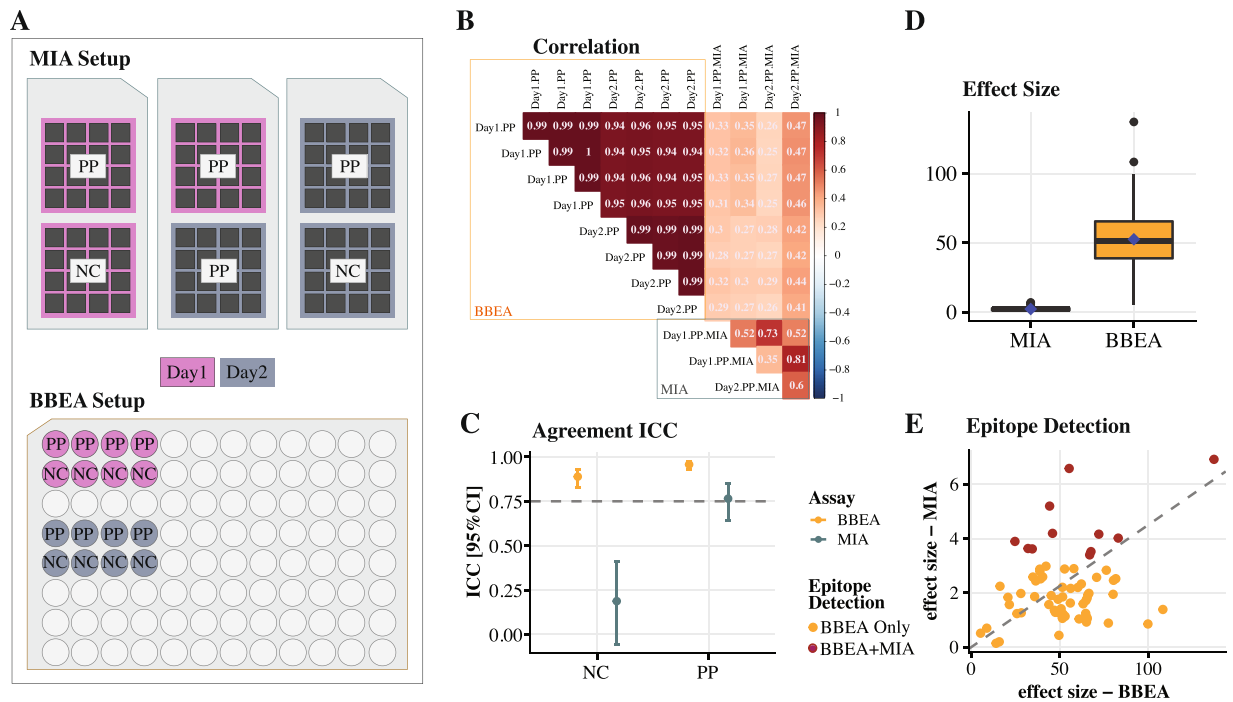 A
MIA Setup
PP
PP
PP
NC
PP
NC
Day1
Day2
BBEA Setup
PP PP PP PP
NC NC NC NC
PP PP PP PP
NC NC NC NC
B
Correlation
Day1.PP
Day1.PP
Day1.PP
Day2.PP
Day2.PP
Day2.PP
Day2.PP
Day1.PP.MIA
Day1.PP.MIA
Day2.PP.MIA
Day2.PP.MIA
Day1.PP 0.99 0.99 0.99 0.94 0.96 0.95 0.95 0.33 0.35 0.26 0.47
Day1.PP 0.99 1 0.94 0.95 0.94 0.94 0.32 0.36 0.25 0.47
Day1.PP 0.99 0.94 0.96 0.94 0.95 0.33 0.35 0.27 0.47
Day1.PP 0.95 0.96 0.95 0.95 0.31 0.34 0.25 0.46
Day2.PP 0.99 0.99 0.99 0.3 0.27 0.28 0.42
Day2.PP 0.99 0.99 0.28 0.27 0.27 0.42
Day2.PP 0.99 0.32 0.3 0.29 0.44
Day2.PP 0.29 0.27 0.26 0.41
BBEA
Day1.PP.MIA 0.52 0.73 0.52
Day1.PP.MIA 0.35 0.81
Day2.PP.MIA 0.6
MIA
1
0.8
0.6
0.4
0.2
0
−0.2
−0.4
−0.6
−0.8
−1
C
Agreement ICC
ICC [95%CI]
1.00
0.75
0.50
0.25
0.00
NC
PP
Assay
BBEA
MIA
Epitope
Detection
BBEA Only
BBEA+MIA
D
Effect Size
100
50
0
MIA
BBEA
E
Epitope Detection
effect size − MIA
6
4
2
0
0
50
100
effect size − BBEA